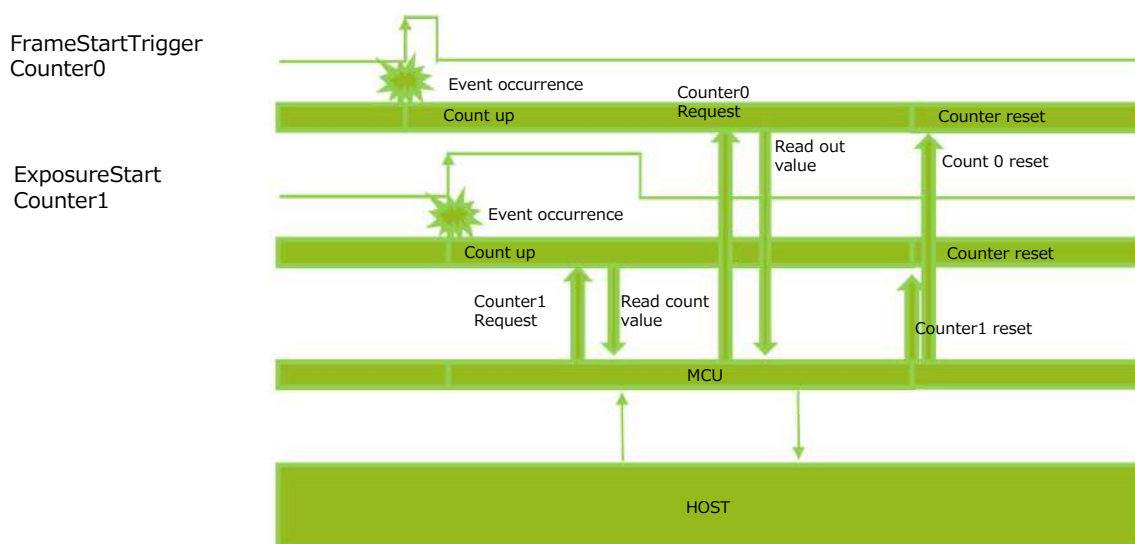 FrameStartTrigger
Counter0
Event occurrence
Counter0
Request
Count up
Counter reset
Read out
value
Count 0 reset
ExposureStart
Counter1
Event occurrence
Count up
Counter reset
Counter1
Request
Read count
value
Counter1 reset
MCU
HOST